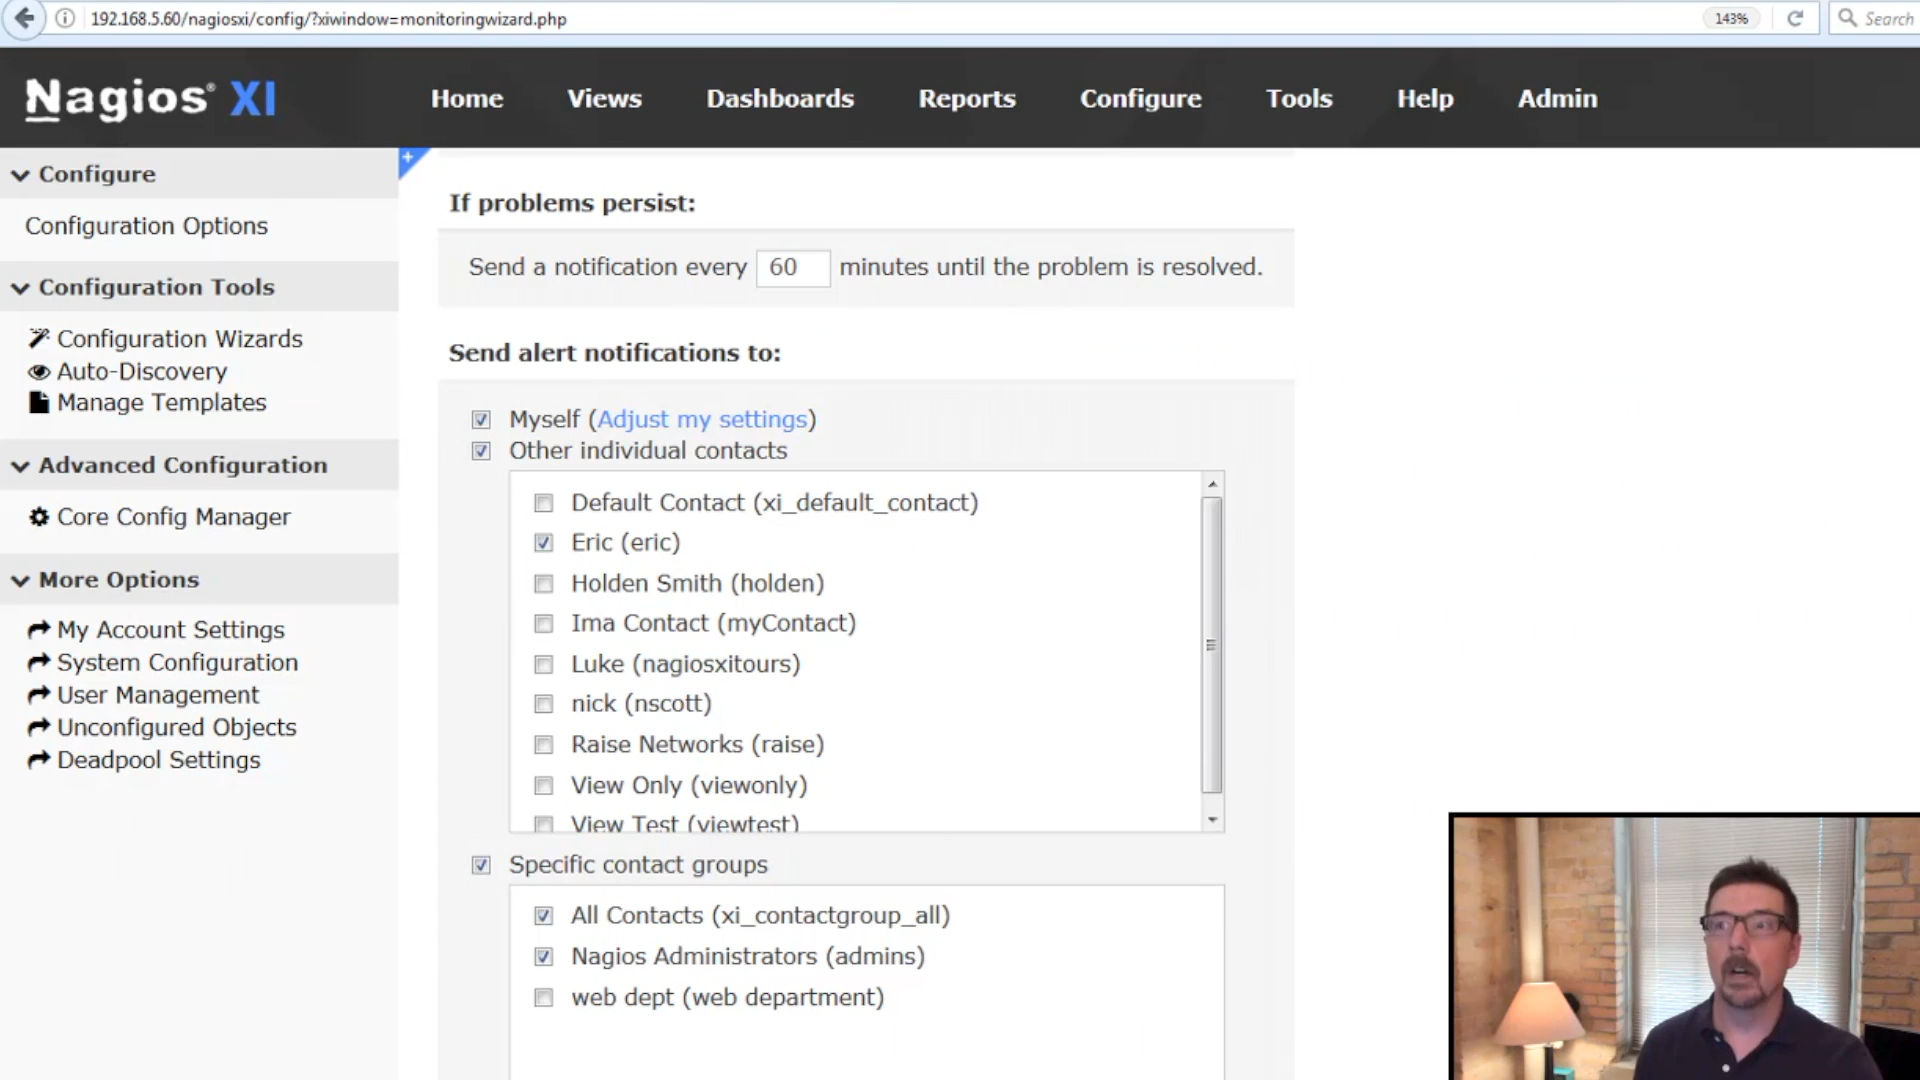 192.168.5.60/nagiosxi/config/?xiwindow=monitoringwizard.php
143%
Search
Nagios® XI
Home
Views
Dashboards
Reports
Configure
Tools
Help
Admin
Configure
Configuration Options
Configuration Tools
Configuration Wizards
Auto-Discovery
Manage Templates
Advanced Configuration
Core Config Manager
More Options
My Account Settings
System Configuration
User Management
Unconfigured Objects
Deadpool Settings
If problems persist:
Send a notification every 60 minutes until the problem is resolved.
Send alert notifications to:
Myself (Adjust my settings)
Other individual contacts
Default Contact (xi_default_contact)
Eric (eric)
Holden Smith (holden)
Ima Contact (myContact)
Luke (nagiosxitours)
nick (nscott)
Raise Networks (raise)
View Only (viewonly)
View Test (viewtest)
Specific contact groups
All Contacts (xi_contactgroup_all)
Nagios Administrators (admins)
web dept (web department)